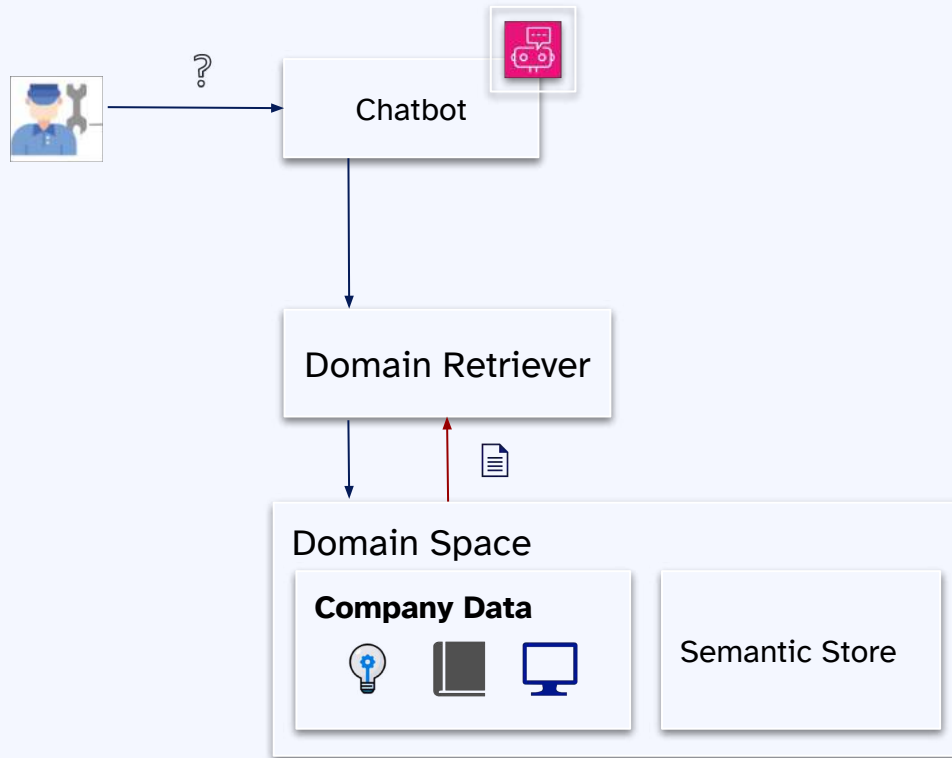 ?
Chatbot
Domain Retriever
Domain Space
Company Data
Semantic Store